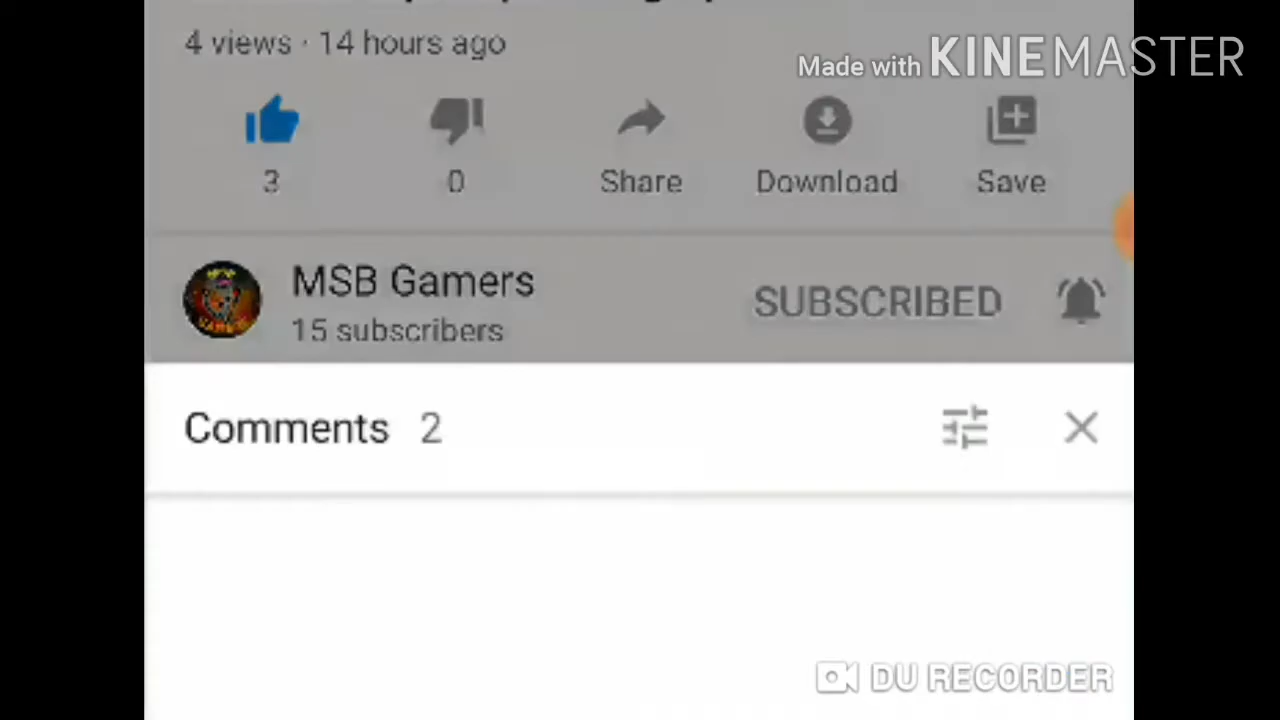 4 views · 14 hours ago
Made with KINEMASTER
3
0
Share
Download
Save
MSB Gamers
15 subscribers
SUBSCRIBED
Comments 2
DU RECORDER